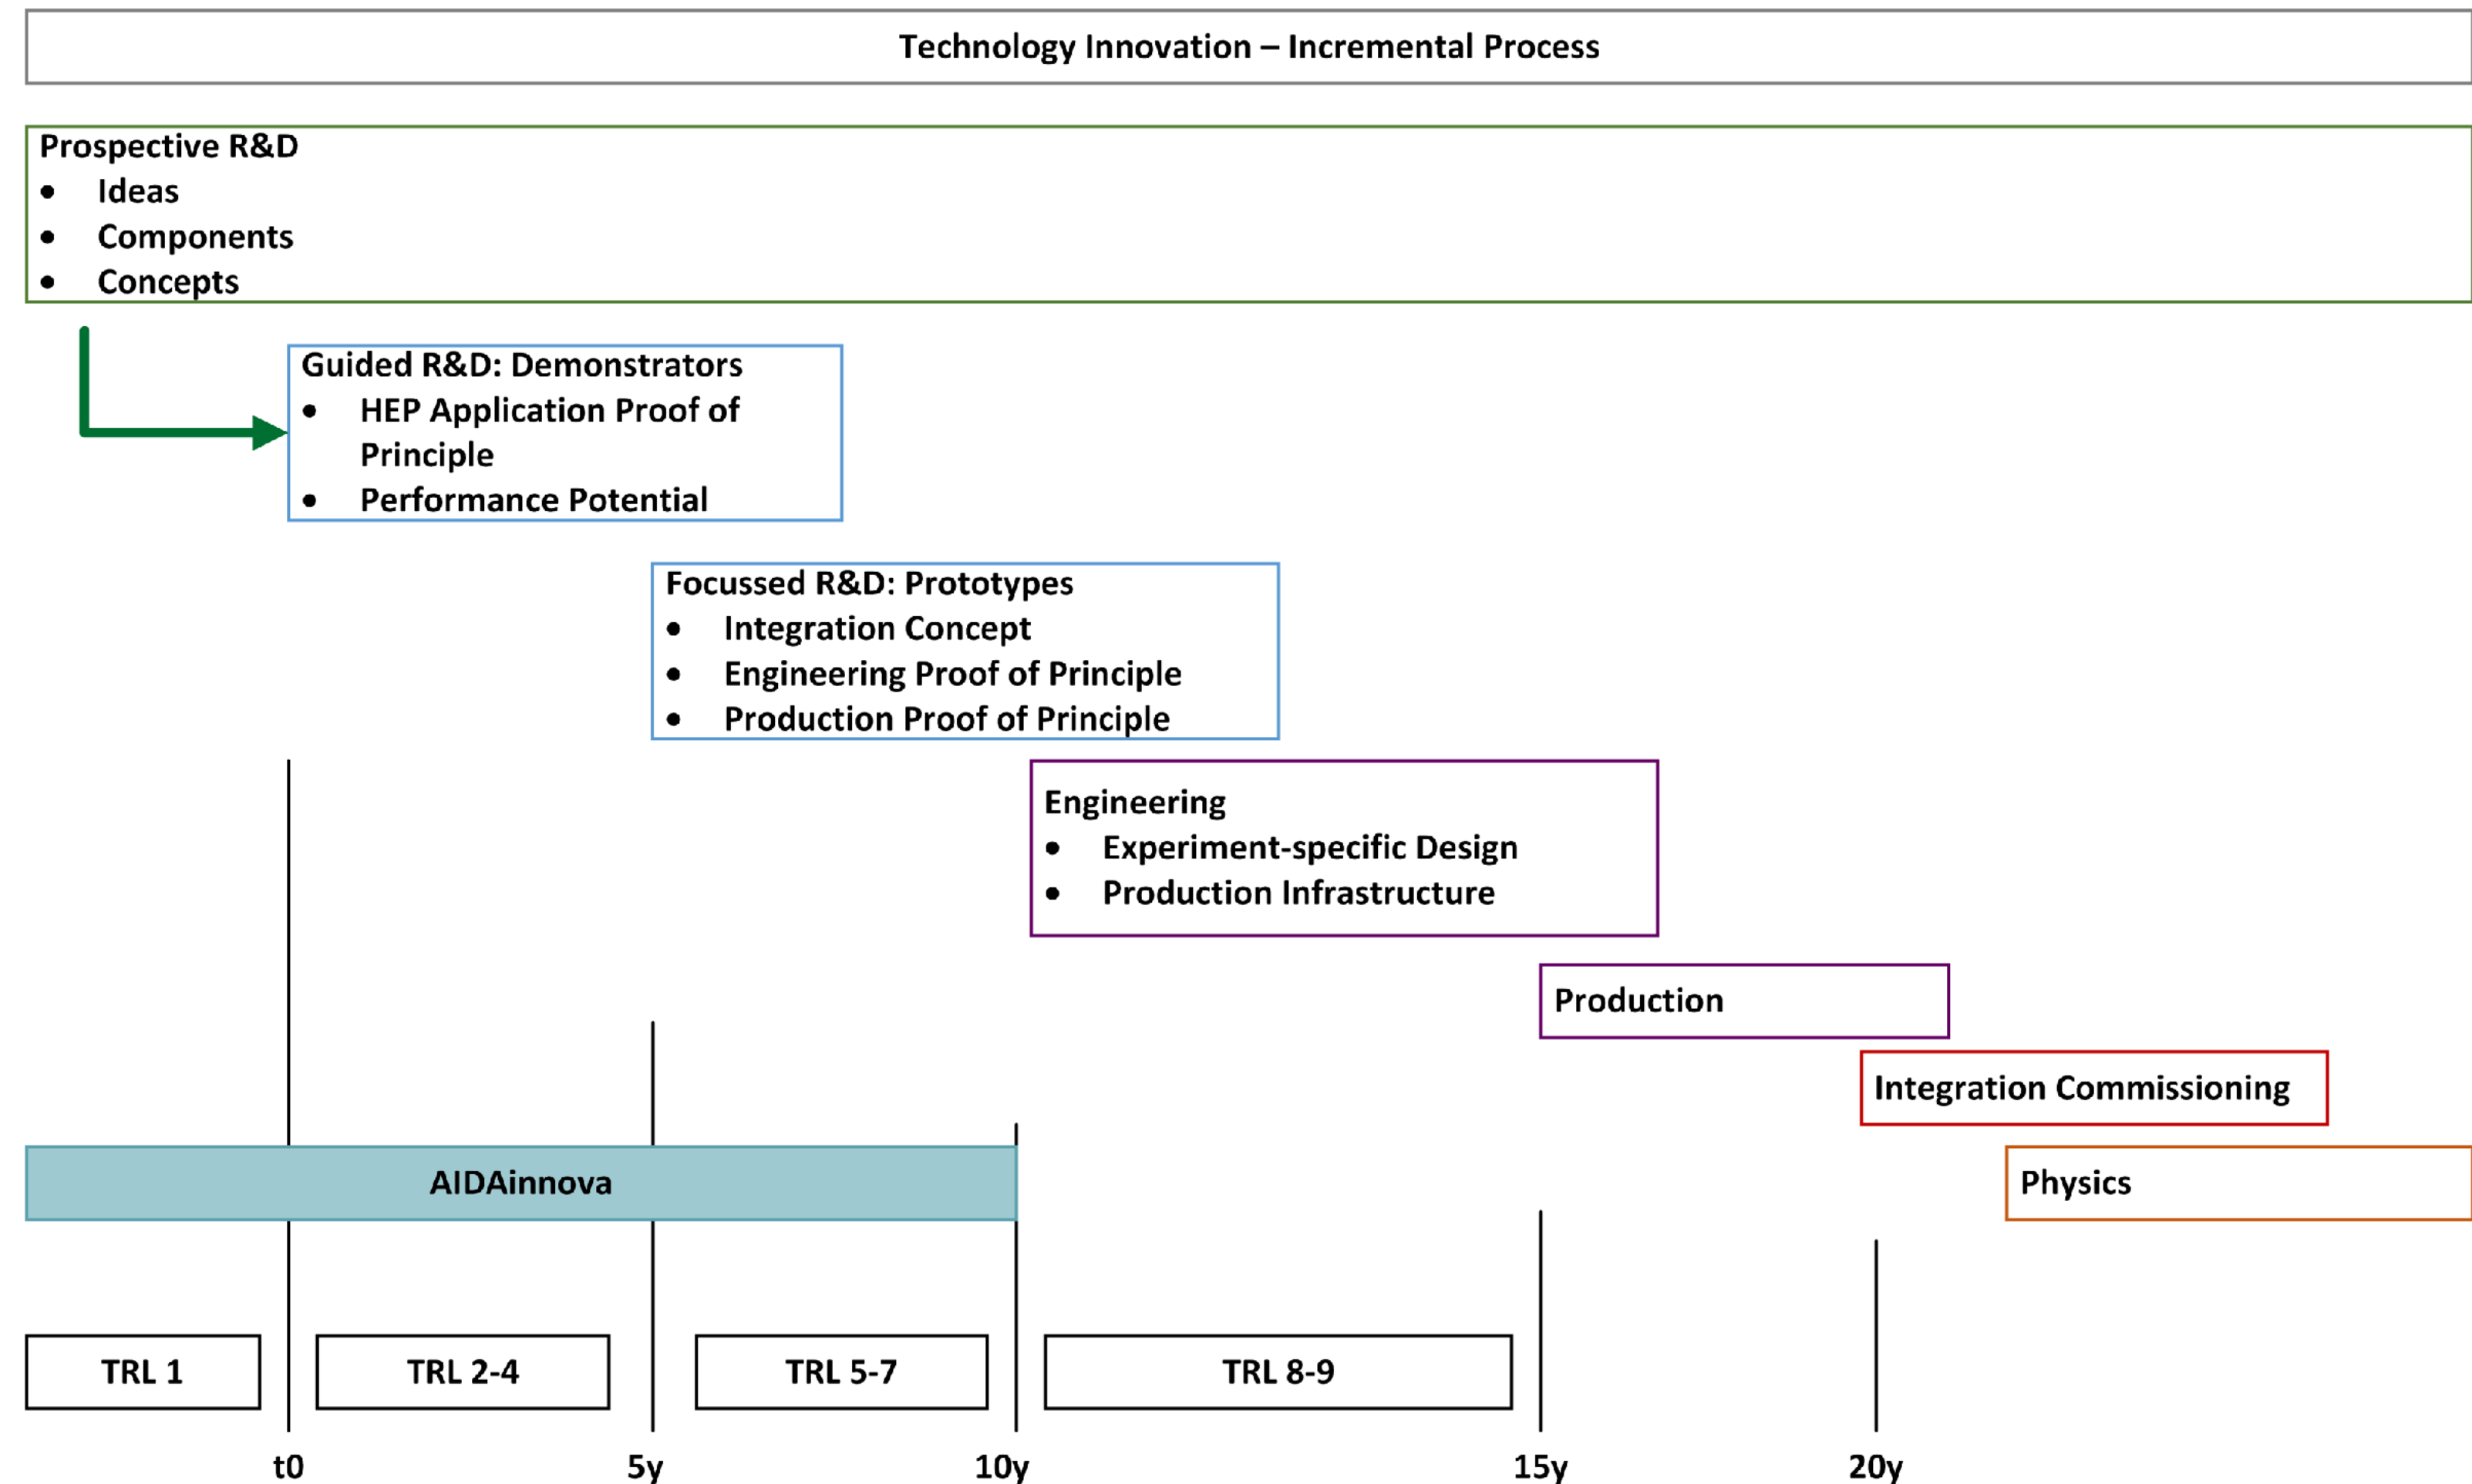 Technology Innovation – Incremental Process
Prospective R&D
• Ideas
• Components
• Concepts
Guided R&D: Demonstrators
• HEP Application Proof of
Principle
• Performance Potential
Focussed R&D: Prototypes
• Integration Concept
• Engineering Proof of Principle
• Production Proof of Principle
Engineering
• Experiment-specific Design
• Production Infrastructure
Production
Integration Commissioning
AIDAinnova
Physics
TRL 1
TRL 2-4
TRL 5-7
TRL 8-9
t0
5y
10y
15y
20y